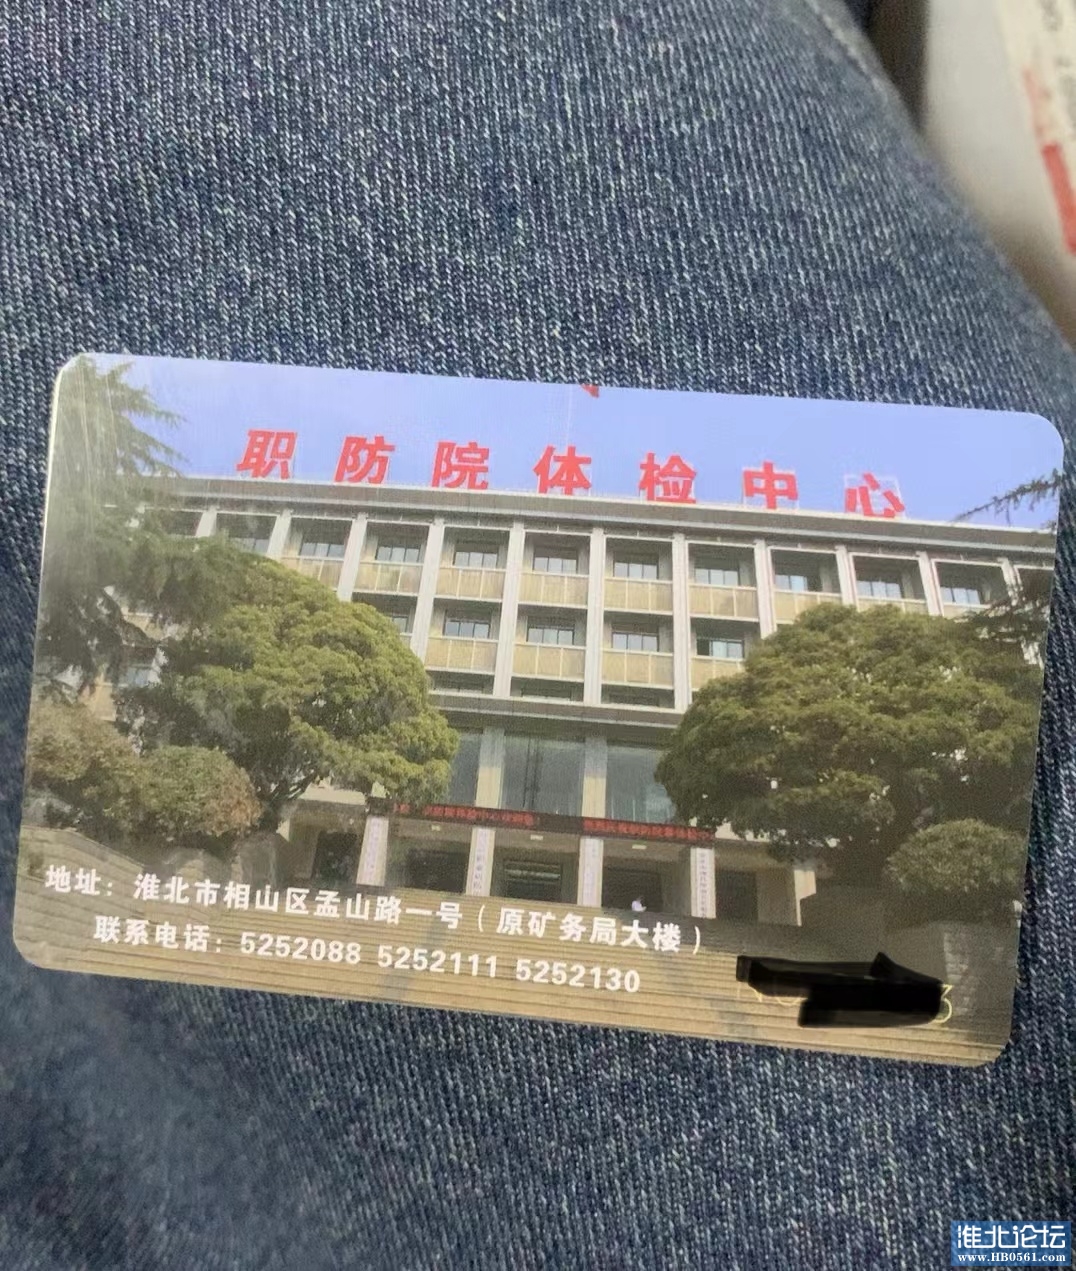 职防院体检中心
地址：淮北市相山区孟山路一号（原矿务局大楼）
联系电话：5252088 5252111 5252130
3
淮北论坛
www.HB0561.com